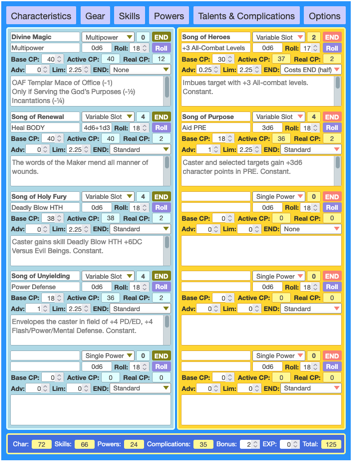 Characteristics Gear Skills Powers Talents & Complications Options
Divine Magic Multipower 0 END
Multipower 0d6 Roll: 18 Roll
Base CP: 40 Active CP: 40 Real CP: 12
Adv: 0 Lim: 2.25 END: None
OAF Templar Mace of Office (-1)
Only if Serving the God's Purposes (-½)
Incantations (-¼)
Song of Renewal Variable Slot 4 END
Heal BODY 4d6+1d3 Roll: 18 Roll
Base CP: 40 Active CP: 40 Real CP: 2
Adv: 0 Lim: 2.25 END: Standard
The words of the Maker mend all manner of
wounds.
Song of Holy Fury Variable Slot 4 END
Deadly Blow HTH 0d6 Roll: 18 Roll
Base CP: 38 Active CP: 38 Real CP: 2
Adv: 0 Lim: 2.25 END: Standard
Caster gains skill Deadly Blow HTH +6DC
Versus Evil Beings. Constant.
Song of Unyielding Variable Slot 4 END
Power Defense 0d6 Roll: 18 Roll
Base CP: 18 Active CP: 36 Real CP: 2
Adv: 1 Lim: 2.25 END: Standard
Envelopes the caster in field of +4 PD/ED, +4
Flash/Power/Mental Defense. Constant.
Single Power 0 END
0d6 Roll: 18 Roll
Base CP: 0 Active CP: 0 Real CP: 0
Adv: 0 Lim: 0 END: Standard
Song of Heroes Variable Slot 2 END
+3 All-Combat Levels 0d6 Roll: 18 Roll
Base CP: 30 Active CP: 37 Real CP: 2
Adv: 0.25 Lim: 2.25 END: Costs END (half)
Imbues target with +3 All-combat levels.
Constant.
Song of Purpose Variable Slot 4 END
Aid PRE 3d6 Roll: 18 Roll
Base CP: 18 Active CP: 36 Real CP: 2
Adv: 1 Lim: 2.25 END: Standard
Caster and selected targets gain +3d6
character points in PRE. Constant.
Single Power 0 END
0d6 Roll: 18 Roll
Base CP: 0 Active CP: 0 Real CP: 0
Adv: 0 Lim: 0 END: None
Single Power 0 END
0d6 Roll: 18 Roll
Base CP: 0 Active CP: 0 Real CP: 0
Adv: 0 Lim: 0 END: Standard
Single Power 0 END
0d6 Roll: 18 Roll
Base CP: 0 Active CP: 0 Real CP: 0
Adv: 0 Lim: 0 END: Standard
Char: 72 Skills: 66 Powers: 24 Complications: 35 Bonus: 2 EXP: 0 Total: 125